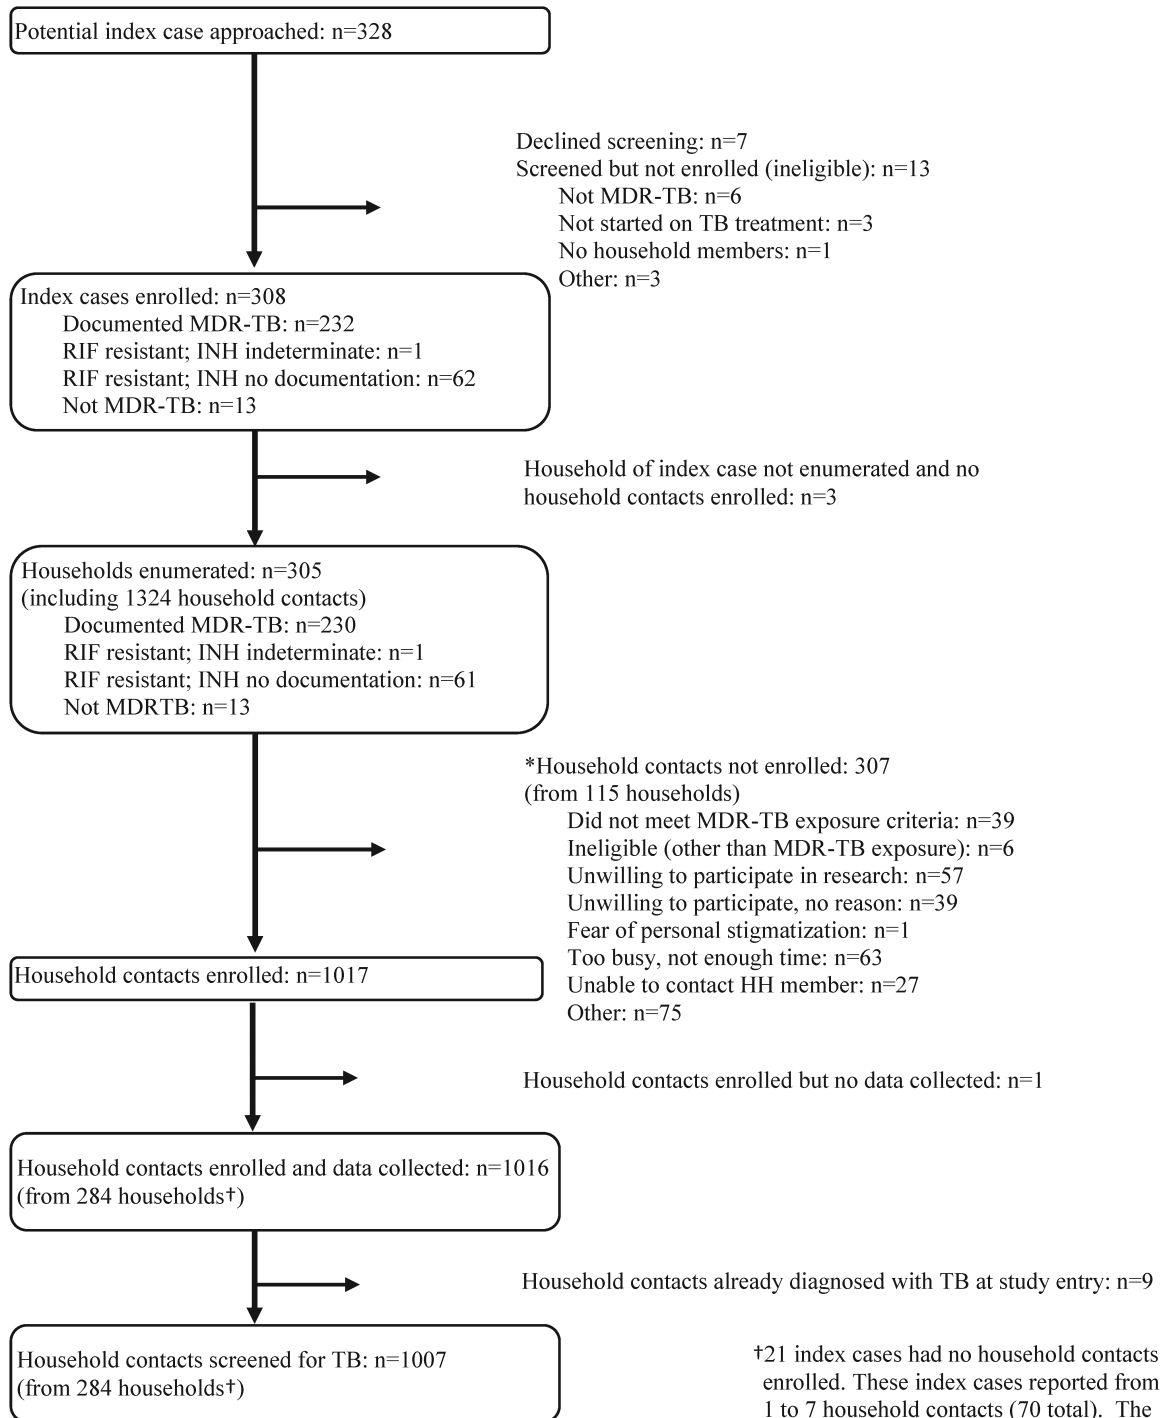 Potential index case approached: n=328
Declined screening: n=7
Screened but not enrolled (ineligible): n=13
Not MDR-TB: n=6
Not started on TB treatment: n=3
No household members: n=1
Other: n=3
Index cases enrolled: n=308
Documented MDR-TB: n=232
RIF resistant; INH indeterminate: n=1
RIF resistant; INH no documentation: n=62
Not MDR-TB: n=13
Household of index case not enumerated and no
household contacts enrolled: n=3
Households enumerated: n=305
(including 1324 household contacts)
Documented MDR-TB: n=230
RIF resistant; INH indeterminate: n=1
RIF resistant; INH no documentation: n=61
Not MDRTB: n=13
*Household contacts not enrolled: 307
(from 115 households)
Did not meet MDR-TB exposure criteria: n=39
Ineligible (other than MDR-TB exposure): n=6
Unwilling to participate in research: n=57
Unwilling to participate, no reason: n=39
Fear of personal stigmatization: n=1
Too busy, not enough time: n=63
Unable to contact HH member: n=27
Other: n=75
Household contacts enrolled: n=1017
Household contacts enrolled but no data collected: n=1
Household contacts enrolled and data collected: n=1016
(from 284 households†)
Household contacts already diagnosed with TB at study entry: n=9
Household contacts screened for TB: n=1007
(from 284 households†)
†21 index cases had no household contacts
enrolled. These index cases reported from
1 to 7 household contacts (70 total). The